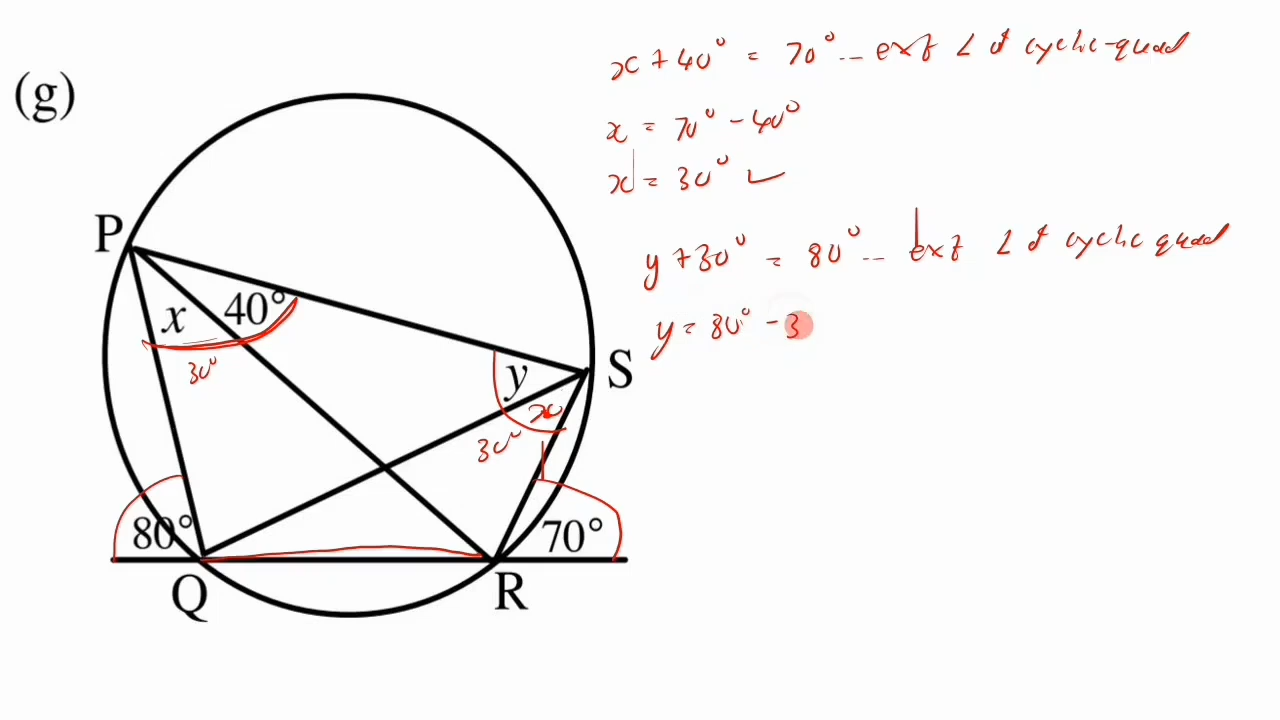 x + 40° = 70° -- ext ∠ of cyclic-quad
(g)
x = 70° - 40°
x = 30° ✓
P
y + 30° = 80° -- ext ∠ of cyclic quad
x 40°
30°
y = 80° - 3
y
S
x
30°
80°
70°
Q
R